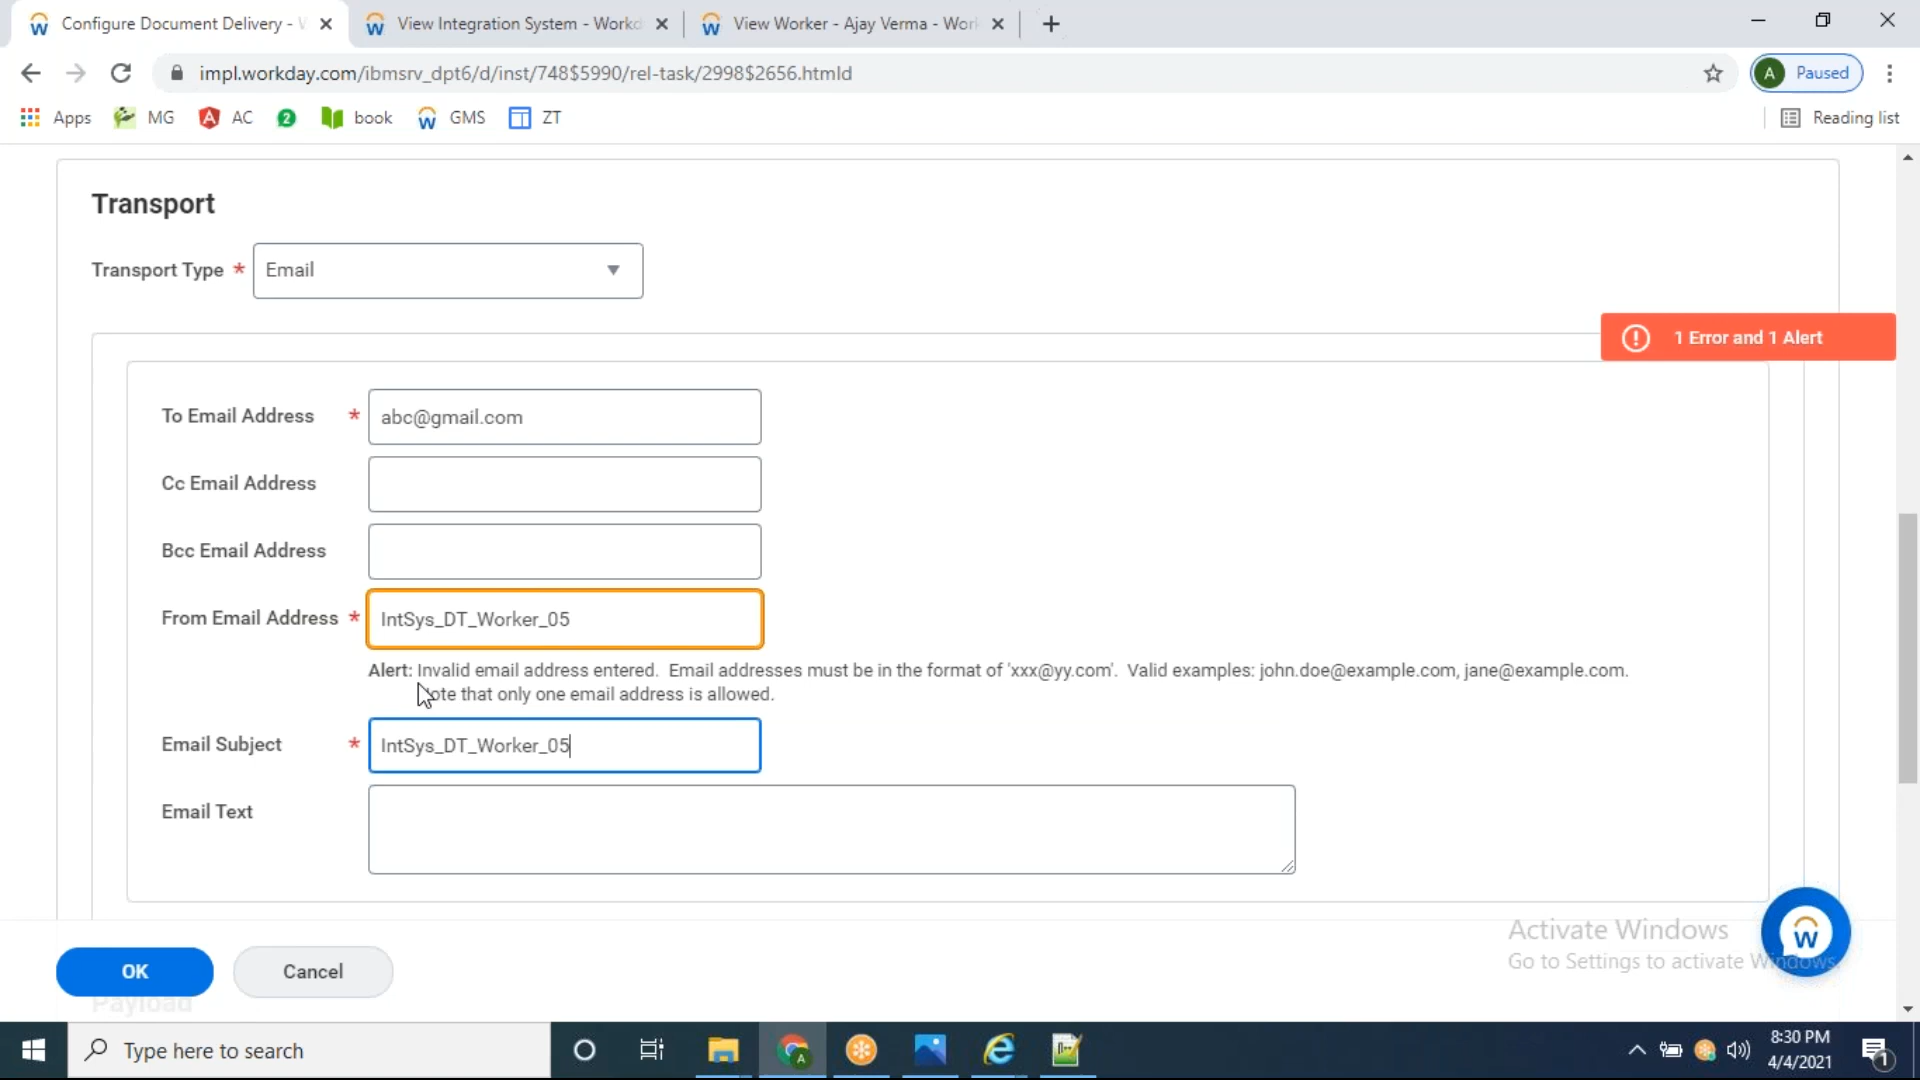 Configure Document Delivery - W
View Integration System - Workd
View Worker - Ajay Verma - Work
impl.workday.com/ibmsrv_dpt6/d/inst/748$5990/rel-task/2998$2656.htmld
A Paused
Apps
MG
AC
2
book
GMS
ZT
Reading list
Transport
Transport Type *
Email
1 Error and 1 Alert
To Email Address *
abc@gmail.com
Cc Email Address
Bcc Email Address
From Email Address *
IntSys_DT_Worker_05
Alert: Invalid email address entered. Email addresses must be in the format of 'xxx@yy.com'. Valid examples: john.doe@example.com, jane@example.com.
Note that only one email address is allowed.
Email Subject *
IntSys_DT_Worker_05
Email Text
Activate Windows
Go to Settings to activate Windows.
OK
Cancel
Payload
Type here to search
8:30 PM
4/4/2021
1